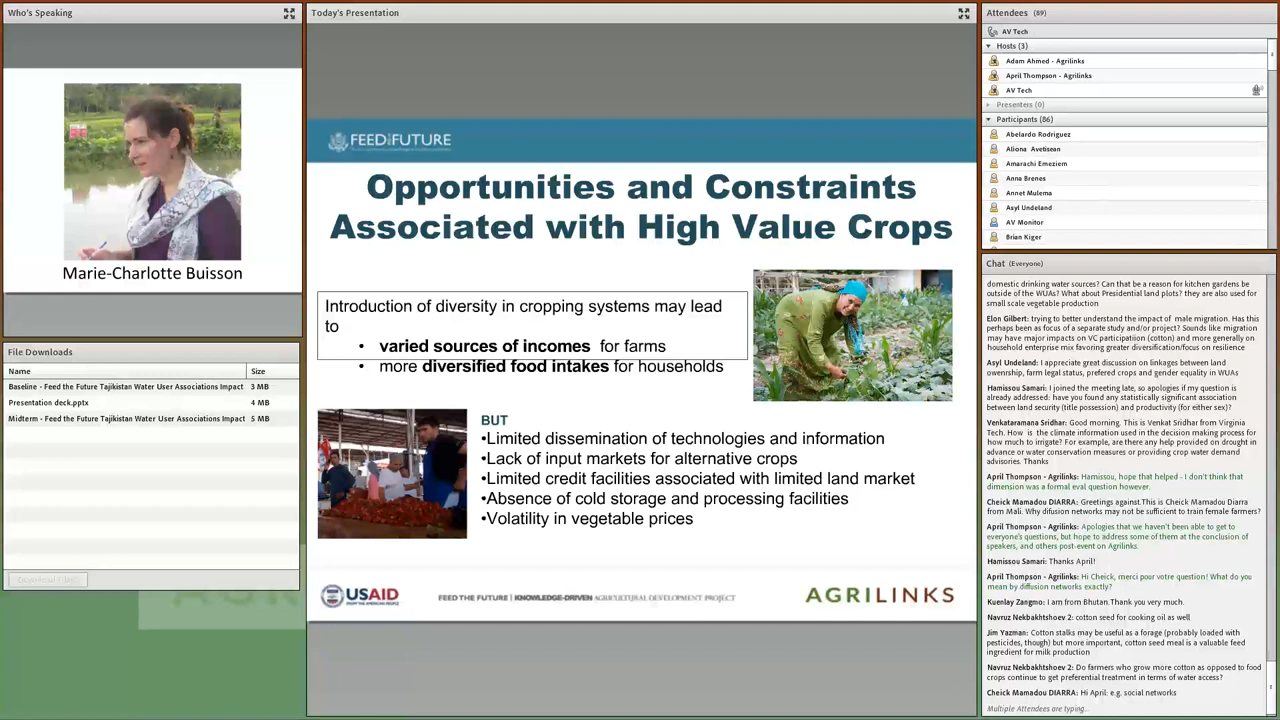 Who's Speaking
Marie-Charlotte Buisson
File Downloads
Name
Size
Baseline - Feed the Future Tajikistan Water User Associations Impact
3 MB
Presentation deck.pptx
4 MB
Midterm - Feed the Future Tajikistan Water User Associations Impact
5 MB
Today's Presentation
FEED THE FUTURE
Opportunities and Constraints
Associated with High Value Crops
Introduction of diversity in cropping systems may lead
to
• varied sources of incomes for farms
• more diversified food intakes for households
BUT
•Limited dissemination of technologies and information
•Lack of input markets for alternative crops
•Limited credit facilities associated with limited land market
•Absence of cold storage and processing facilities
•Volatility in vegetable prices
USAID
FROM THE AMERICAN PEOPLE
FEED THE FUTURE | KNOWLEDGE-DRIVEN AGRICULTURAL DEVELOPMENT PROJECT
AGRILINKS
Attendees (89)
AV Tech
Hosts (3)
Adam Ahmed - Agrilinks
April Thompson - Agrilinks
AV Tech
Presenters (0)
Participants (86)
Abelardo Rodriguez
Aliona Avetisean
Amarachi Emeziem
Anna Brenes
Annet Mulema
Asyl Undeland
AV Monitor
Brian Kiger
Chat (Everyone)
domestic drinking water sources? Can that be a reason for kitchen gardens
outside of the WUAs? What about Presidential land plots? they are also used for
small scale vegetable production
Elon Gilbert: trying to better understand the impact of male migration. Has this
perhaps been as focus of a separate study and/or project? Sounds like migration
may have major impacts on VC participation (cotton) and more generally on
household enterprise mix favoring greater diversification/focus on resilience
Asyl Undeland: I appreciate great discussion on linkages between land
ownership, farm legal status, prefered crops and gender equality in WUAs
Hamissou Samari: I joined the meeting late, so apologies if my question is
already addressed: have you found any statistically significant association
between land security (title possession) and productivity (for either sex)?
Venkataramana Sridhar: Good morning. This is Venkat Sridhar from Virginia
Tech. How is the climate information used in the decision making process for
how much to irrigate? For example, are there any help provided on drought in
advance or water conservation measures or providing crop water demand
advisories. Thanks
April Thompson - Agrilinks: Hamissou, hope that helped - I don't think that
dimension was a formal eval question however.
Cheick Mamadou DIARRA: Greetings against.This is Cheick Mamadou Diarra
from Mali. Why difusion networks may not be sufficient to train female farmers?
April Thompson - Agrilinks: Apologies that we haven't been able to get to
everyone's questions, but hope to address some of them at the conclusion of
speakers, and others post-event on Agrilinks.
Hamissou Samari: Thanks April!
April Thompson - Agrilinks: Hi Cheick, merci pour votre question! What do you
mean by diffusion networks exactly?
Kuenlay Zangmo: I am from Bhutan.Thank you very much.
Navruz Nekbakhtshoev 2: cotton seed for cooking oil as well
Jim Yazman: Cotton stalks may be useful as a forage (probably loaded with
pesticides, though) but more important, cotton seed meal is a valuable feed
ingredient for milk production
Navruz Nekbakhtshoev 2: Do farmers who grow more cotton as opposed to food
crops continue to get preferential treatment in terms of water access?
Cheick Mamadou DIARRA: Hi April: e.g. social networks
Multiple Attendees are typing...